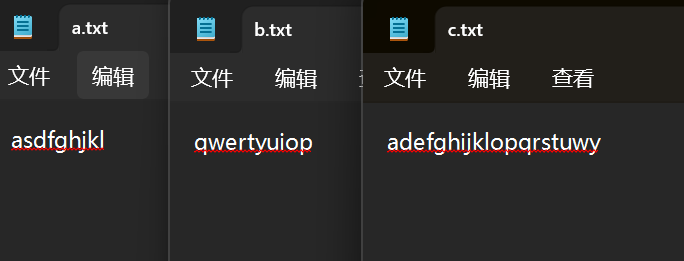 a.txt
文件 编辑
asdfghjkl
b.txt
文件 编辑
qwertyuiop
c.txt
文件 编辑 查看
adefghijklopqrstuwy